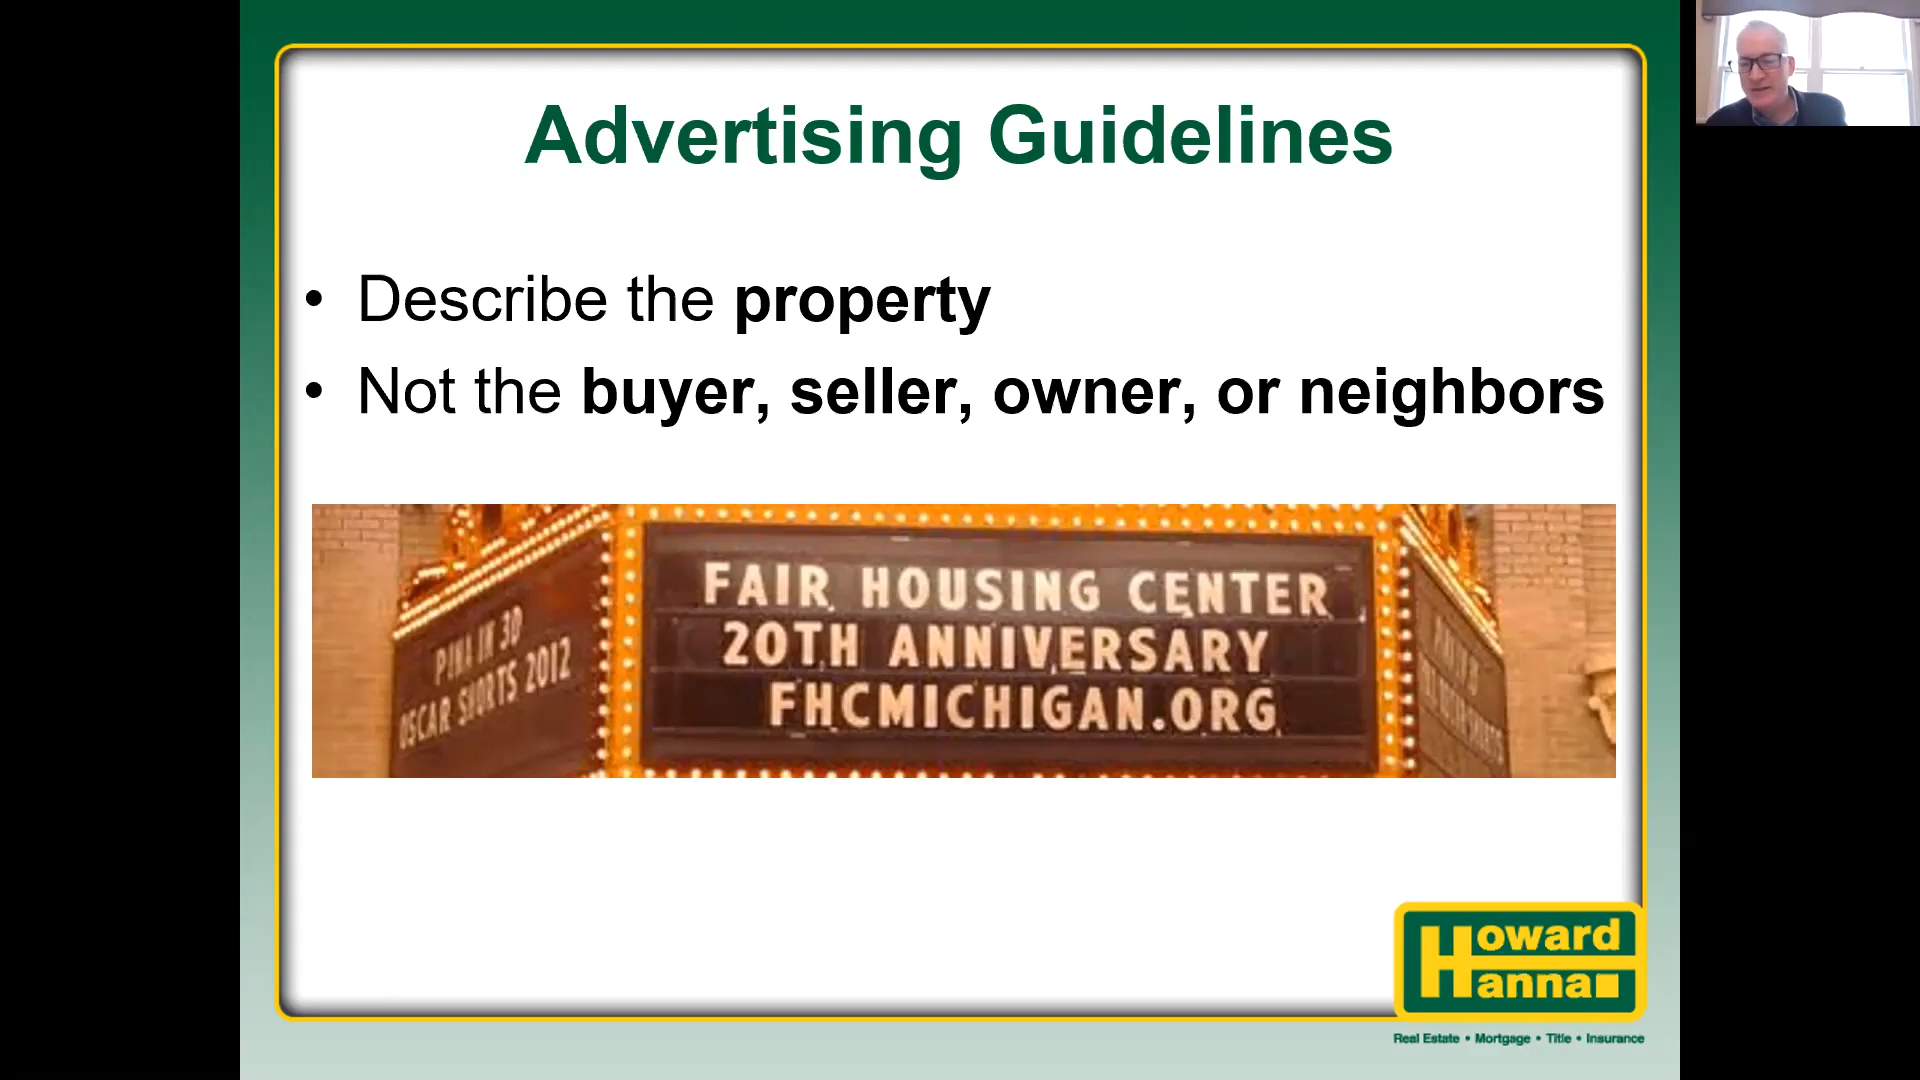 Advertising Guidelines
• Describe the property
• Not the buyer, seller, owner, or neighbors
FAIR HOUSING CENTER
20TH ANNIVERSARY
FHCMICHIGAN.ORG
PINA IN 3D
OSCAR SHORTS 2012
Howard
Hanna
Real Estate • Mortgage • Title • Insurance